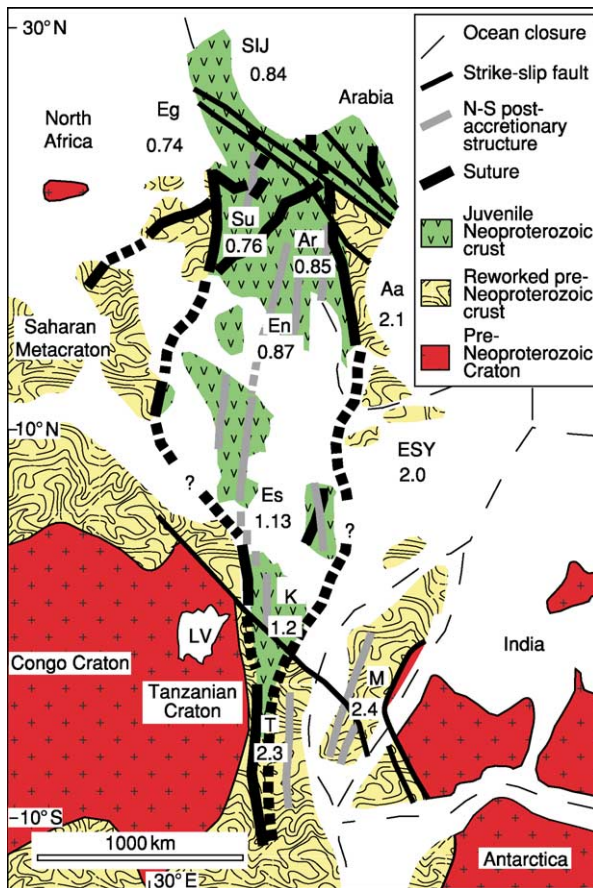 30°N
SIJ
0.84
North
Africa
Eg
0.74
Arabia
Su
0.76
Ar
0.85
Aa
2.1
En
0.87
Saharan
Metacraton
10°N
ESY
2.0
?
Es
1.13
?
K
1.2
LV
Congo Craton
Tanzanian
Craton
India
M
2.4
T
2.3
10°S
1000 km
30°E
Antarctica
Ocean closure
Strike-slip fault
N-S post-
accretionary
structure
Suture
Juvenile
Neoproterozoic
crust
Reworked pre-
Neoproterozoic
crust
Pre-
Neoproterozoic
Craton